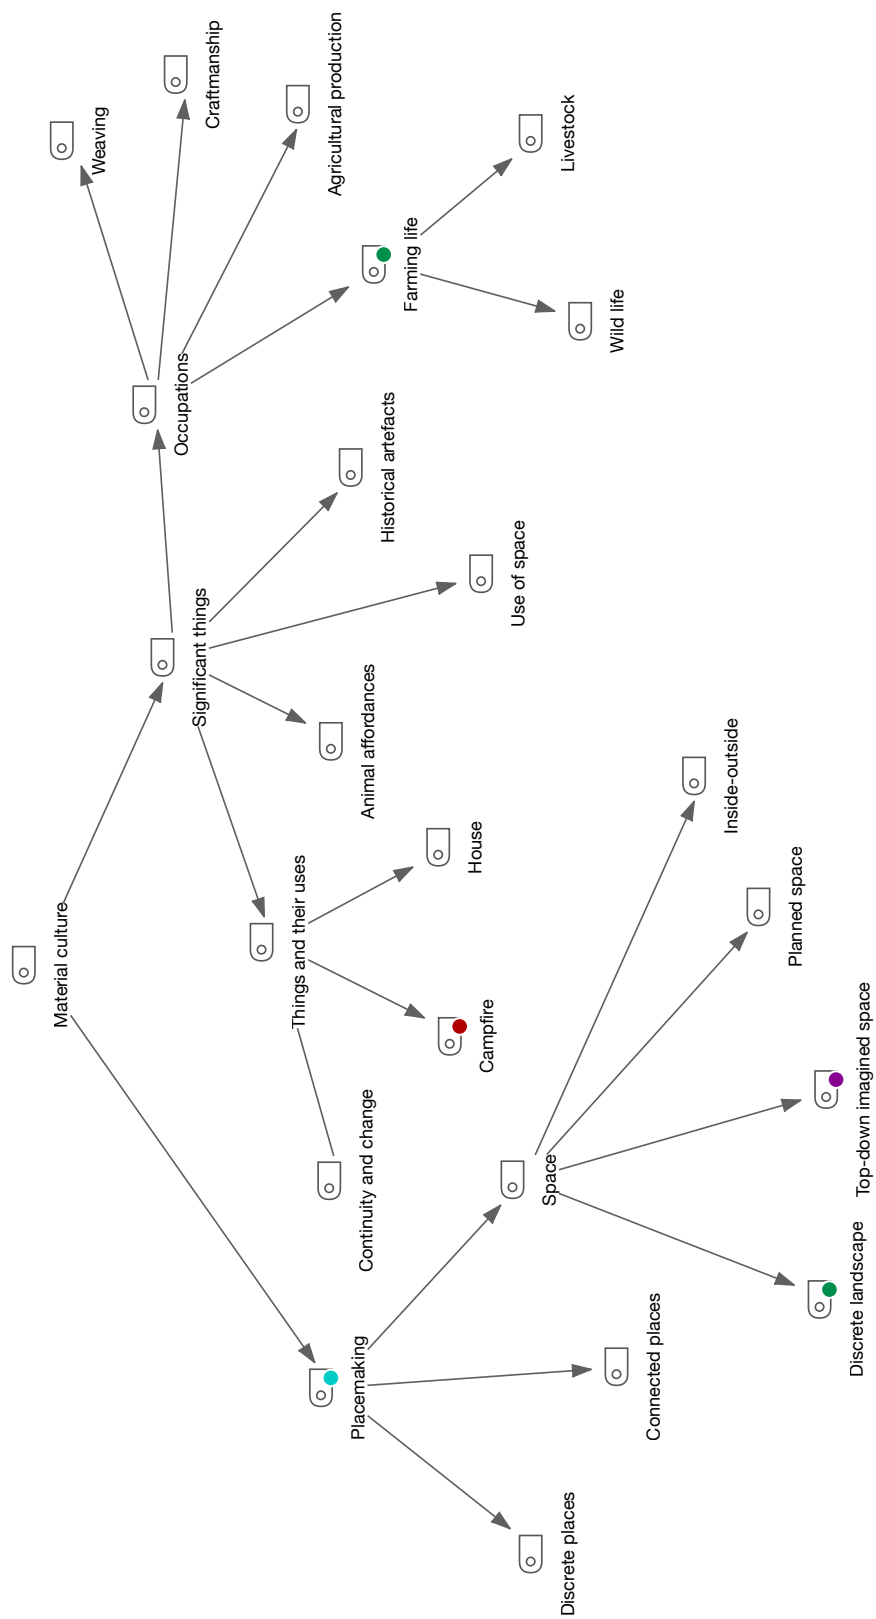 Material culture
Placemaking
Significant things
Discrete places
Connected places
Space
Discrete landscape
Top-down imagined space
Planned space
Inside-outside
Continuity and change
Things and their uses
Campfire
House
Animal affordances
Use of space
Historical artefacts
Occupations
Farming life
Wild life
Livestock
Agricultural production
Craftmanship
Weaving